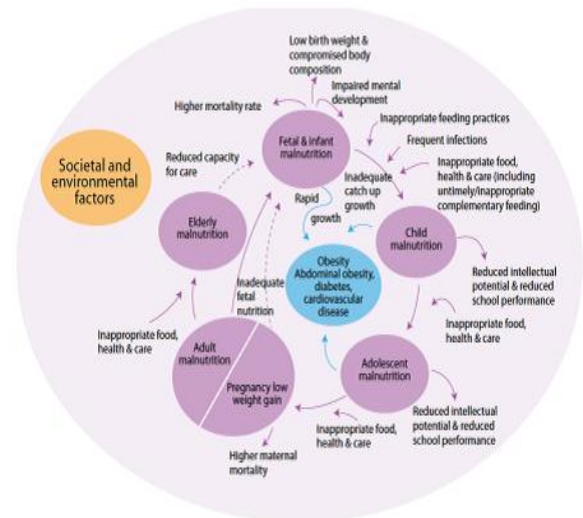 Low birth weight &
compromised body
composition
Impaired mental
development
Higher mortality rate
Inappropriate feeding practices
Fetal & infant
malnutrition
Frequent infections
Societal and
environmental
factors
Reduced capacity
for care
Inadequate
catch up
growth
Inappropriate food,
health & care (including
untimely/inappropriate
complementary feeding)
Rapid
growth
Elderly
malnutrition
Child
malnutrition
Obesity
Abdominal obesity,
diabetes,
cardiovascular
disease
Reduced intellectual
potential & reduced
school performance
Inadequate
fetal
nutrition
Inappropriate food,
health & care
Inappropriate food,
health & care
Adult
malnutrition
Pregnancy low
weight gain
Adolescent
malnutrition
Reduced intellectual
potential & reduced
school performance
Inappropriate food,
health & care
Higher maternal
mortality